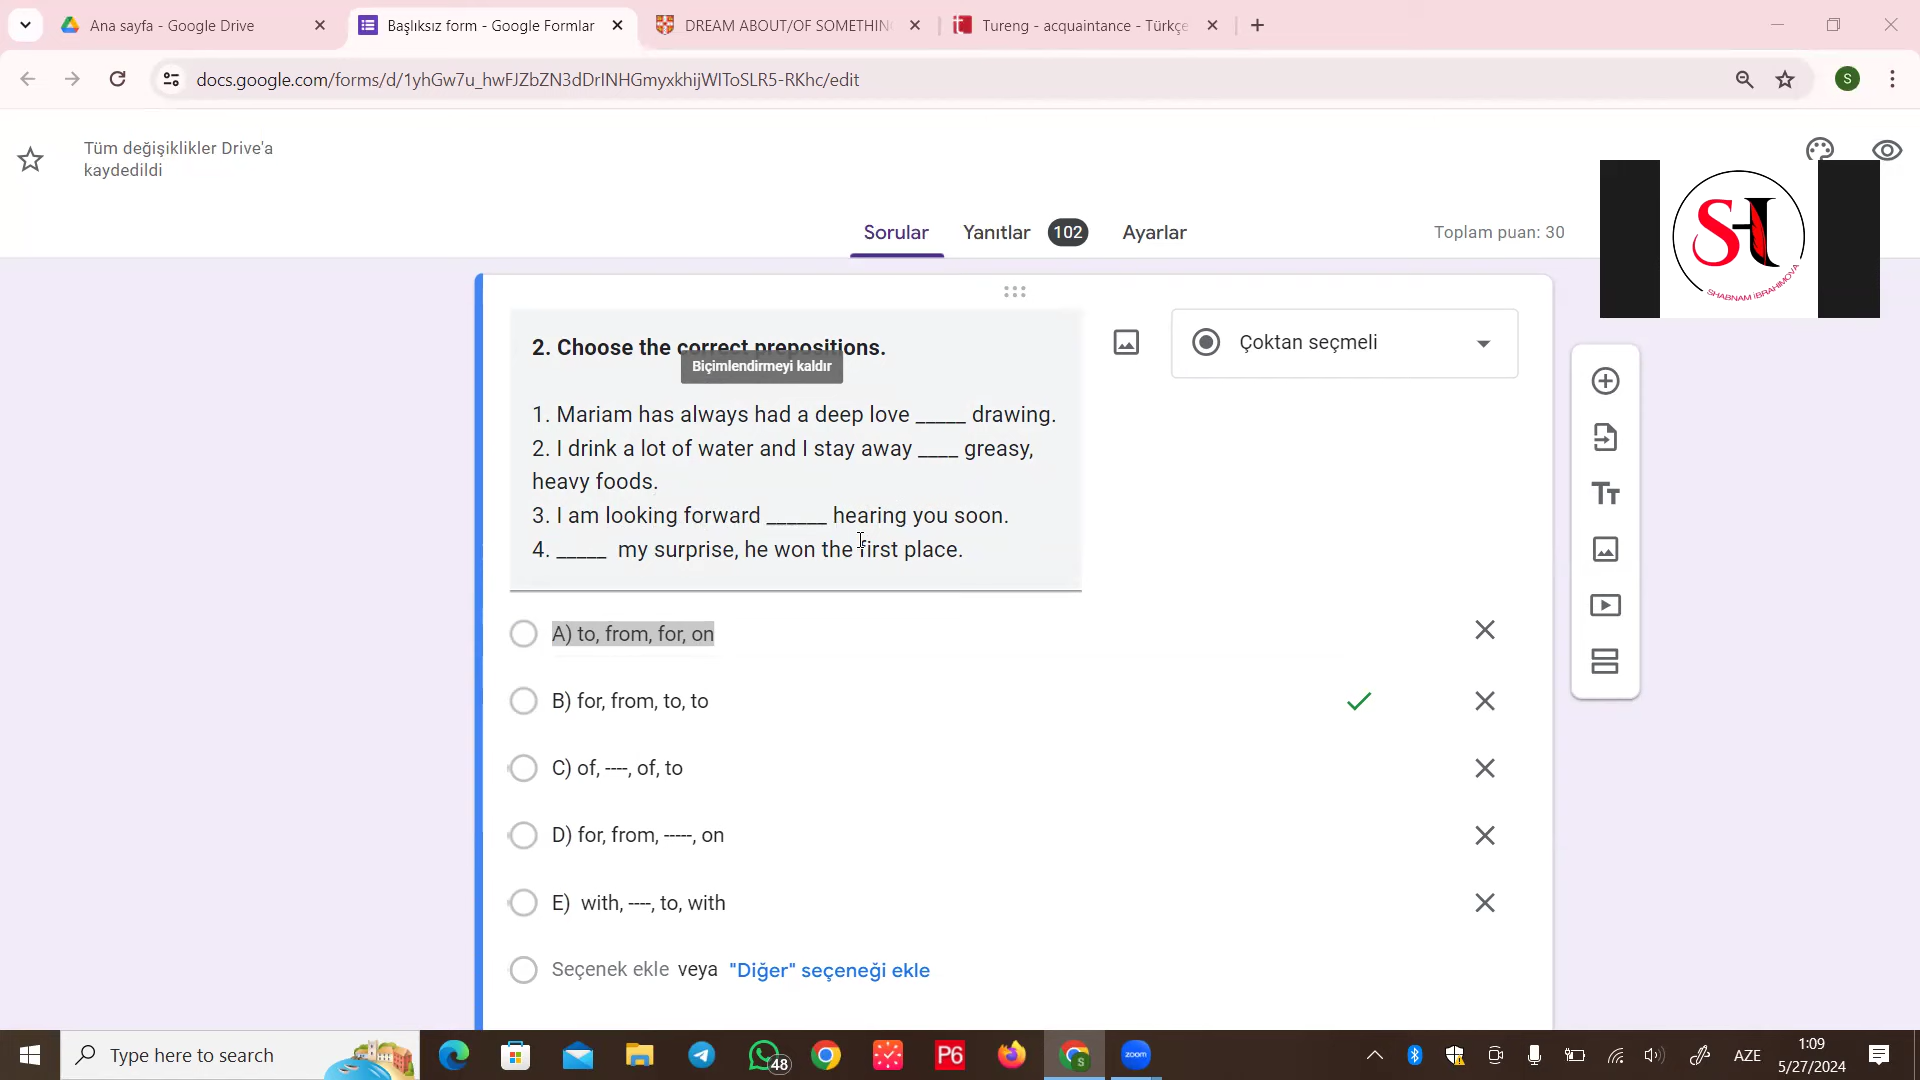 Ana sayfa - Google Drive
Başlıksız form - Google Formlar
DREAM ABOUT/OF SOMETHIN
Tureng - acquaintance - Türkçe
docs.google.com/forms/d/1yhGw7u_hwFJZbZN3dDrINHGmyxkhijWIToSLR5-RKhc/edit
S
Tüm değişiklikler Drive'a
kaydedildi
Sorular
Yanıtlar 102
Ayarlar
Toplam puan: 30
SH
SHABNAM İBRAHIMOVA
2. Choose the correct prepositions.
Biçimlendirmeyi kaldır
Çoktan seçmeli
1. Mariam has always had a deep love _____ drawing.
2. I drink a lot of water and I stay away ____ greasy,
heavy foods.
3. I am looking forward ______ hearing you soon.
4. _____ my surprise, he won the first place.
A) to, from, for, on
B) for, from, to, to
C) of, ----, of, to
D) for, from, -----, on
E) with, ----, to, with
Seçenek ekle veya "Diğer" seçeneği ekle
Tт
Type here to search
48
P6
S
zoom
AZE
1:09
5/27/2024